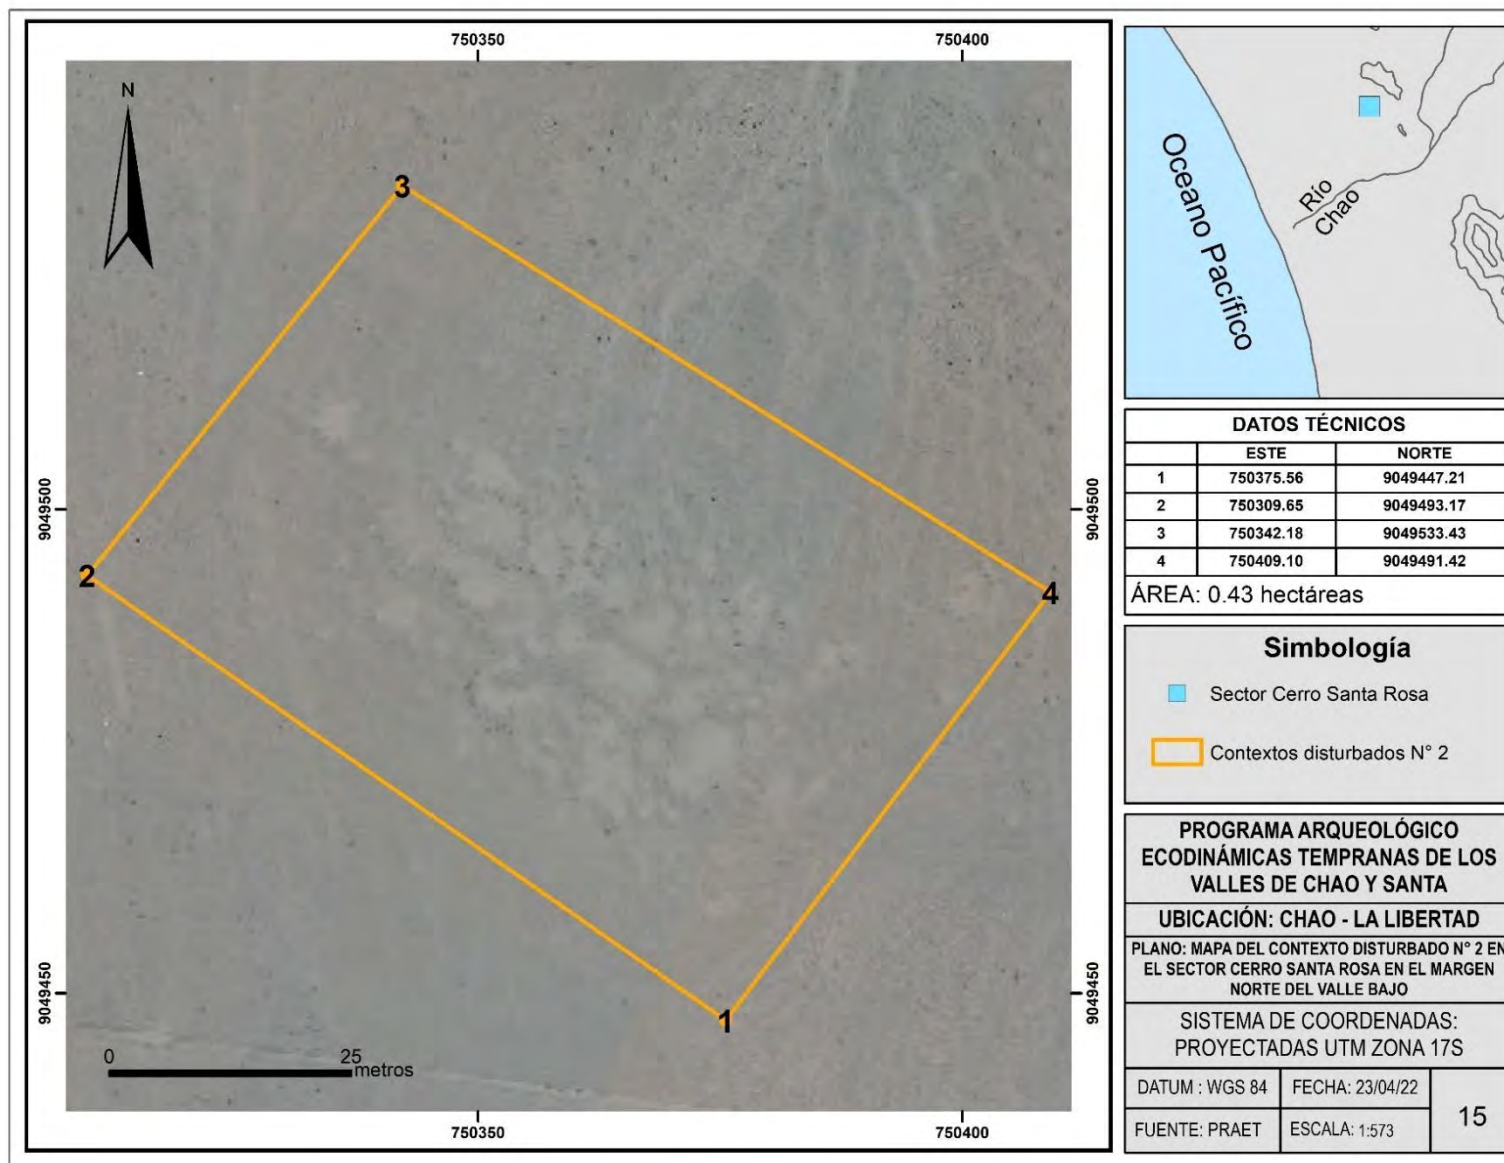 750350
750400
N
3
2
4
1
9049500
9049500
9049450
9049450
0
25
metros
750350
750400
Oceano Pacífico
Río
Chao
DATOS TÉCNICOS
ESTE NORTE
1 750375.56 9049447.21
2 750309.65 9049493.17
3 750342.18 9049533.43
4 750409.10 9049491.42
ÁREA: 0.43 hectáreas
Simbología
Sector Cerro Santa Rosa
Contextos disturbados N° 2
PROGRAMA ARQUEOLÓGICO
ECODINÁMICAS TEMPRANAS DE LOS
VALLES DE CHAO Y SANTA
UBICACIÓN: CHAO - LA LIBERTAD
PLANO: MAPA DEL CONTEXTO DISTURBADO N° 2 EN
EL SECTOR CERRO SANTA ROSA EN EL MARGEN
NORTE DEL VALLE BAJO
SISTEMA DE COORDENADAS:
PROYECTADAS UTM ZONA 17S
DATUM : WGS 84 FECHA: 23/04/22
FUENTE: PRAET ESCALA: 1:573
15